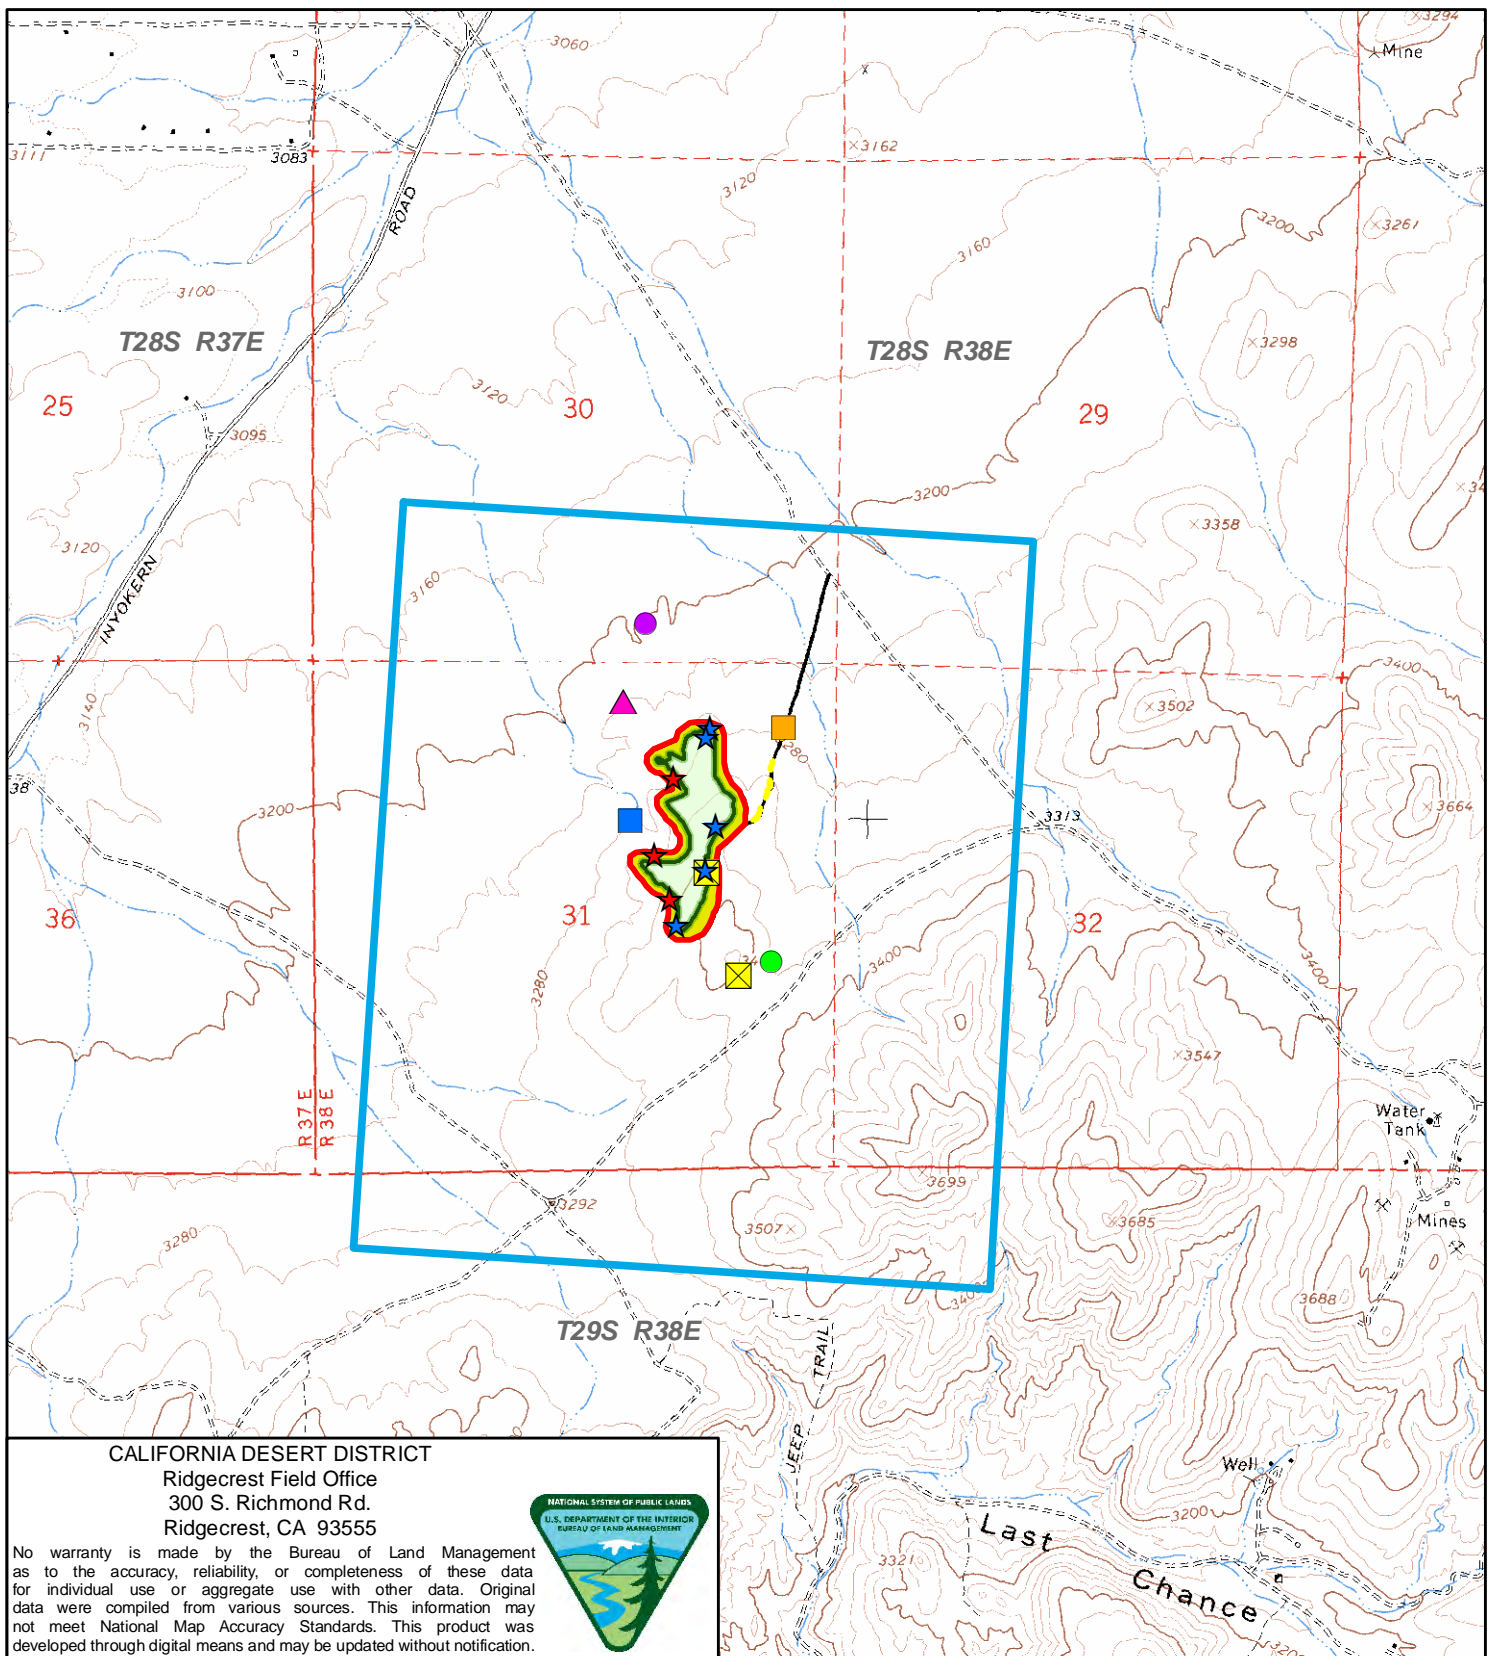 3294
3060
Mine
3083
3111
3162
3120
ROAD
3200
3261
3160
3100
T28S R37E
T28S R38E
3298
3120
25
30
29
3095
3200
3358
3120
3160
INYOKERN
3400
3140
3502
3280
38
3200
3313
3664
36
31
32
3400
3280
3400
3547
R37E
R38E
Water
Tank
3699
3292
3507
3685
Mines
3280
3400
3688
T29S R38E
TRAIL
JEEP
Well
3200
Last
3321
Chance
3200
CALIFORNIA DESERT DISTRICT
Ridgecrest Field Office
300 S. Richmond Rd.
Ridgecrest, CA 93555
No warranty is made by the Bureau of Land Management
as to the accuracy, reliability, or completeness of these data
for individual use or aggregate use with other data. Original
data were compiled from various sources. This information may
not meet National Map Accuracy Standards. This product was
developed through digital means and may be updated without notification.
NATIONAL SYSTEM OF PUBLIC LANDS
U.S. DEPARTMENT OF THE INTERIOR
BUREAU OF LAND MANAGEMENT